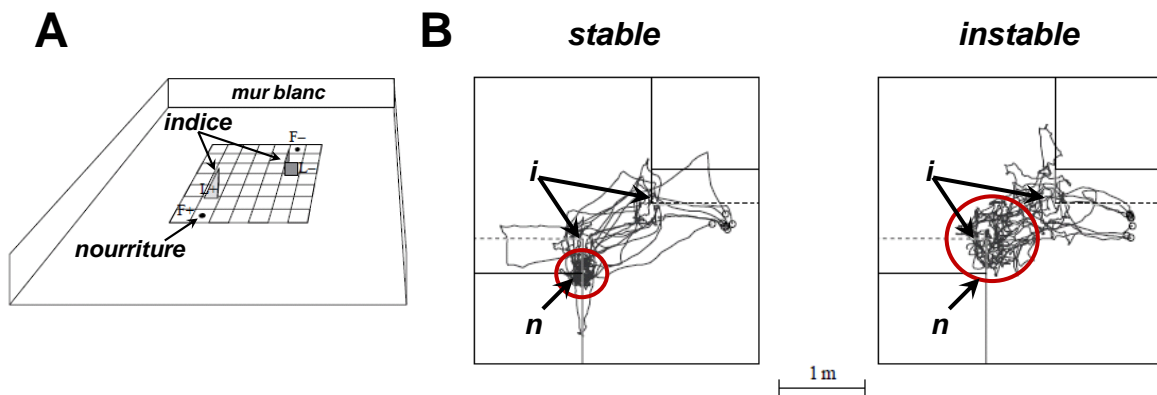 A
mur blanc
indice
F−
L−
L+
F+
nourriture
B
stable
i
n
instable
i
n
1 m